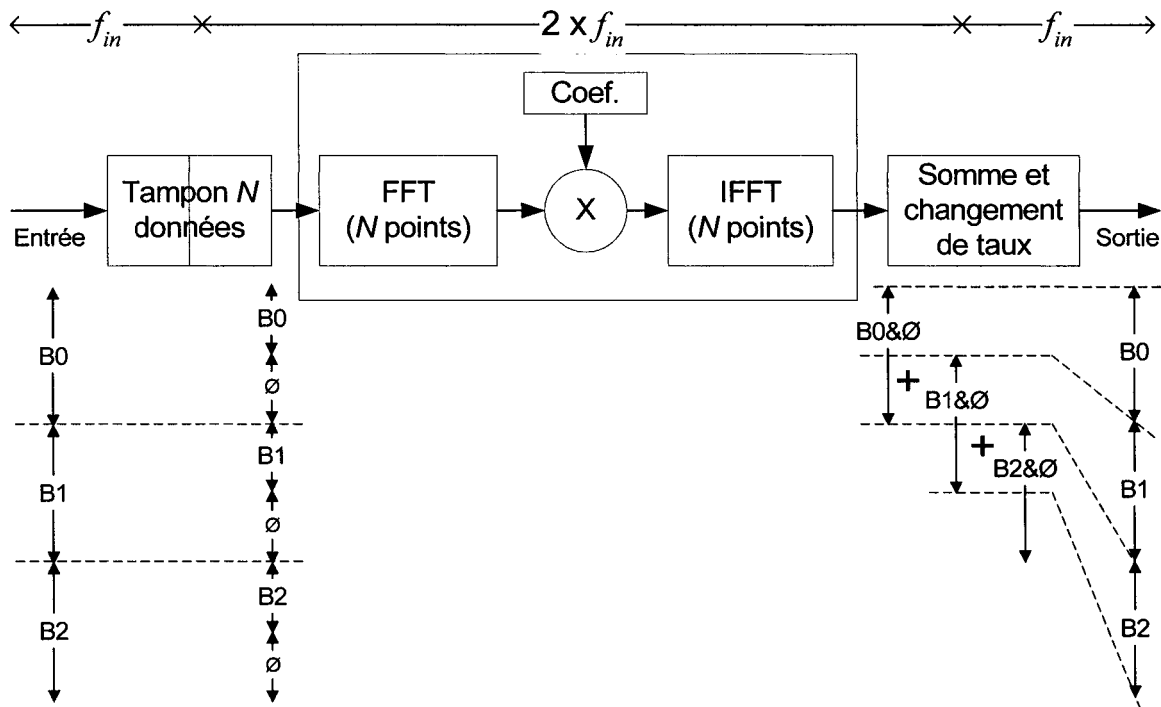 f_in 2 x f_in f_in
Coef.
Tampon N
données
FFT
(N points)
X
IFFT
(N points)
Somme et
changement
de taux
Entrée
Sortie
B0
B0
Ø
B1
B1
Ø
B2
B2
Ø
B0&Ø
+
B1&Ø
+
B2&Ø
B0
B1
B2